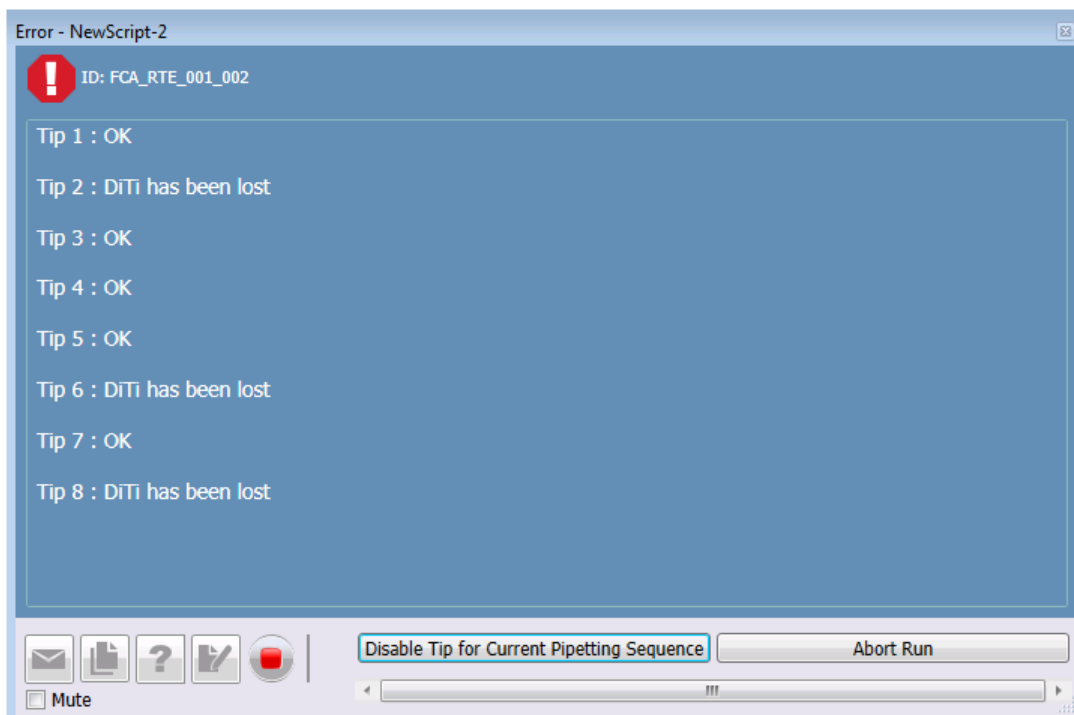 Error - NewScript-2
ID: FCA_RTE_001_002
Tip 1 : OK
Tip 2 : DiTi has been lost
Tip 3 : OK
Tip 4 : OK
Tip 5 : OK
Tip 6 : DiTi has been lost
Tip 7 : OK
Tip 8 : DiTi has been lost
Disable Tip for Current Pipetting Sequence
Abort Run
Mute